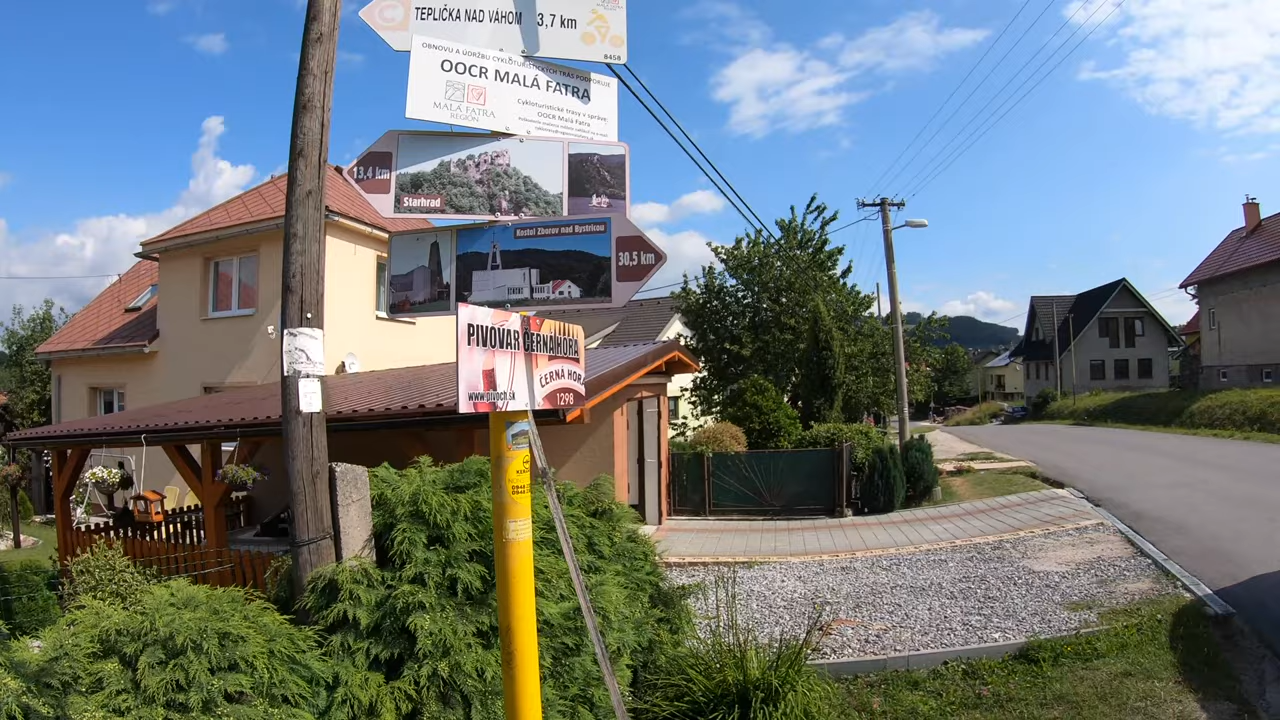 TEPLIČKA NAD VÁHOM 3,7 km
8458
OBNOVU A ÚDRŽBU CYKLOTURISTICKÝCH TRÁS PODPORUJE
OOCR MALÁ FATRA
MALÁ FATRA
REGIÓN
Cykloturistické trasy v správe:
OOCR Malá Fatra
13,4 km
Starhrad
Kostol Zborov nad Bystricou
30,5 km
PIVOVAR ČERNÁ HORA
ČERNÁ HORA
1298
www.pivoch.sk